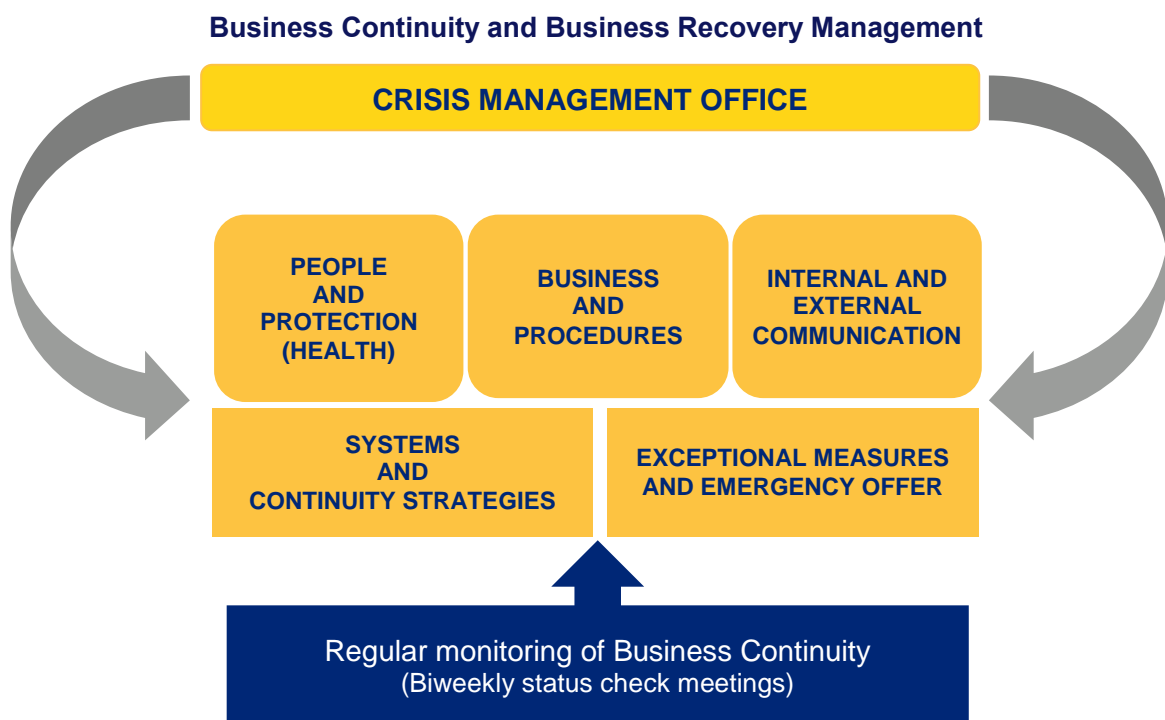 Business Continuity and Business Recovery Management
CRISIS MANAGEMENT OFFICE
PEOPLE
AND
PROTECTION
(HEALTH)
BUSINESS
AND
PROCEDURES
INTERNAL AND
EXTERNAL
COMMUNICATION
SYSTEMS
AND
CONTINUITY STRATEGIES
EXCEPTIONAL MEASURES
AND EMERGENCY OFFER
Regular monitoring of Business Continuity
(Biweekly status check meetings)